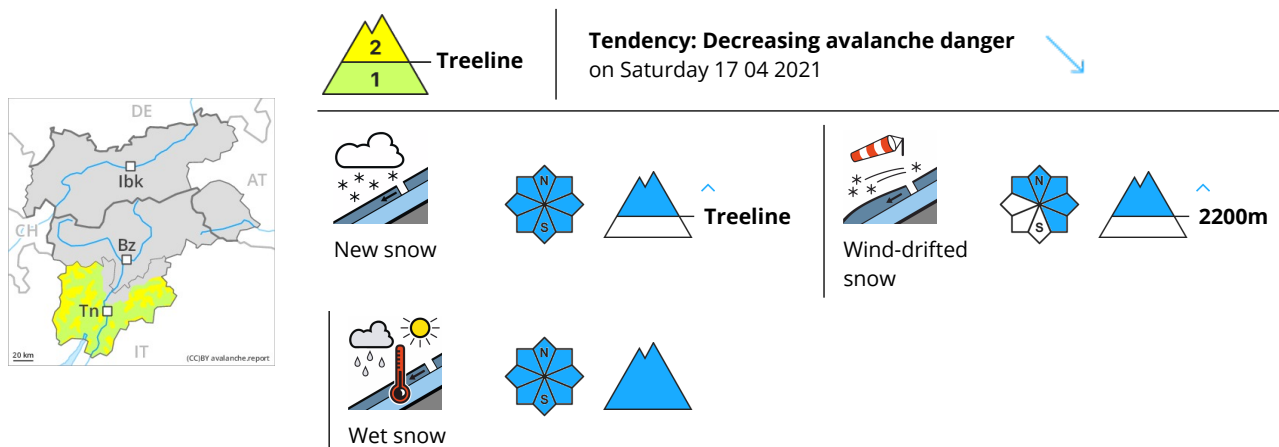 2
1
Treeline
Tendency: Decreasing avalanche danger
on Saturday 17 04 2021
DE
Ibk
AT
CH
Bz
Tn
IT
20 km
(CC)BY avalanche.report
N
S
New snow
Treeline
N
S
Wind-drifted
snow
2200m
N
S
Wet snow